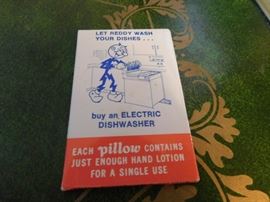 LET REDDY WASH
YOUR DISHES . . .
buy an ELECTRIC
DISHWASHER
EACH pillow CONTAINS
JUST ENOUGH HAND LOTION
FOR A SINGLE USE